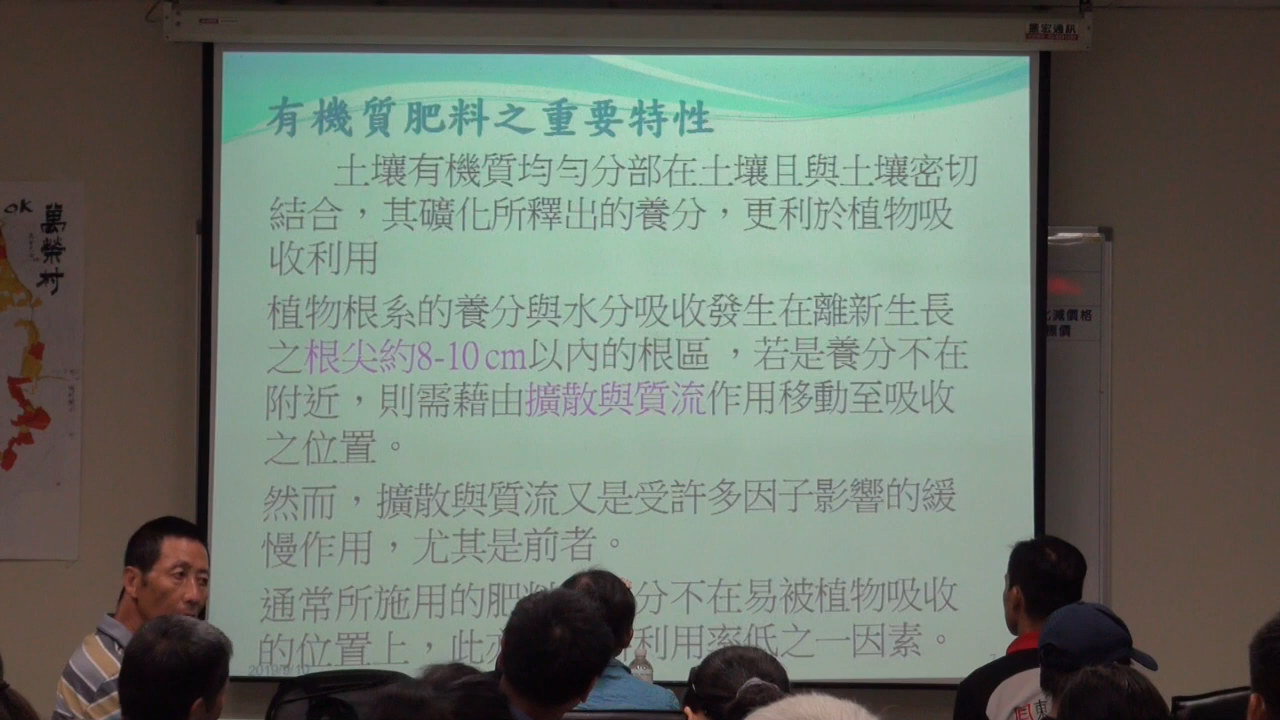 有機質肥料之重要特性
土壤有機質均勻分部在土壤且與土壤密切
結合，其礦化所釋出的養分，更利於植物吸
收利用
植物根系的養分與水分吸收發生在離新生長
之根尖約8-10 cm以內的根區，若是養分不在
附近，則需藉由擴散與質流作用移動至吸收
之位置。
然而，擴散與質流又是受許多因子影響的緩
慢作用，尤其是前者。
通常所施用的肥 分不在易被植物吸收
的位置上，此 利用率低之一因素。
ok
萬榮村
減價格